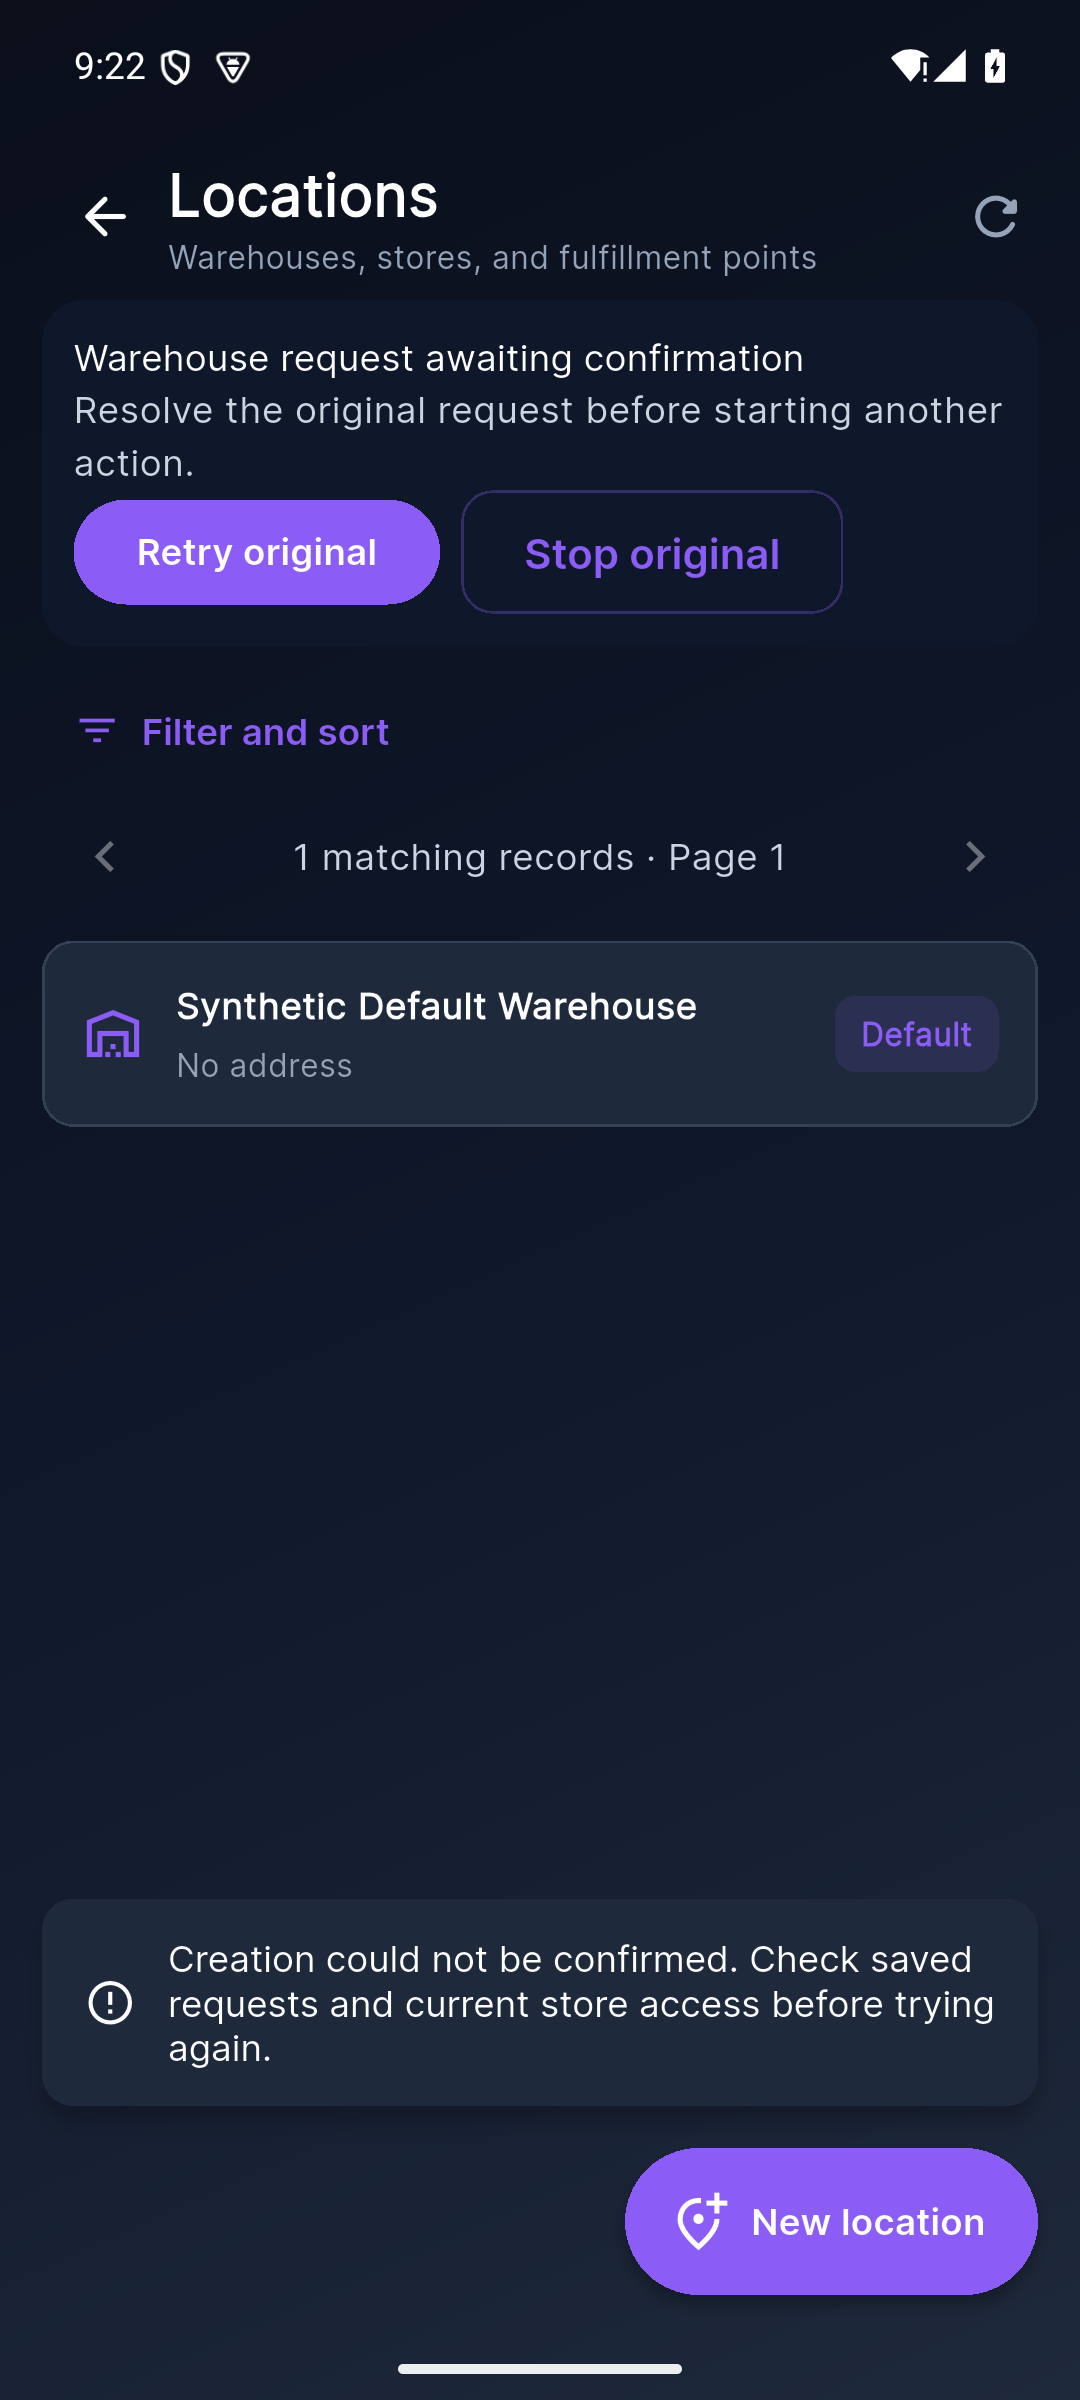 9:22
Locations
Warehouses, stores, and fulfillment points
Warehouse request awaiting confirmation
Resolve the original request before starting another
action.
Retry original
Stop original
Filter and sort
1 matching records · Page 1
Synthetic Default Warehouse
No address
Default
Creation could not be confirmed. Check saved
requests and current store access before trying
again.
New location